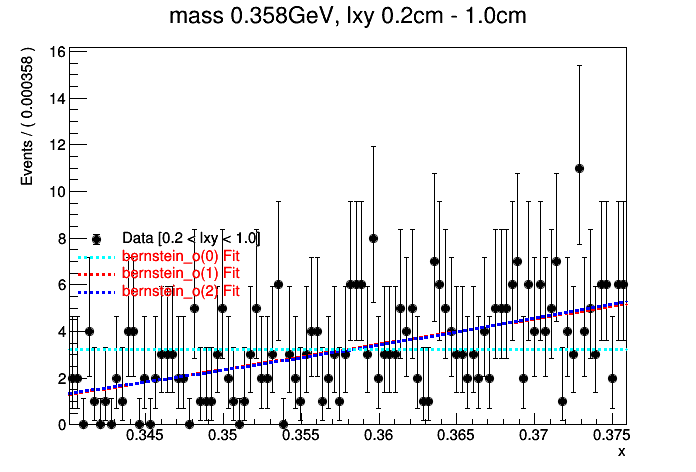 mass 0.358GeV, lxy 0.2cm - 1.0cm
Events / ( 0.000358 )
16
14
12
10
8
6
4
2
0
Data [0.2 < lxy < 1.0]
bernstein_o(0) Fit
bernstein_o(1) Fit
bernstein_o(2) Fit
0.345 0.35 0.355 0.36 0.365 0.37 0.375
x